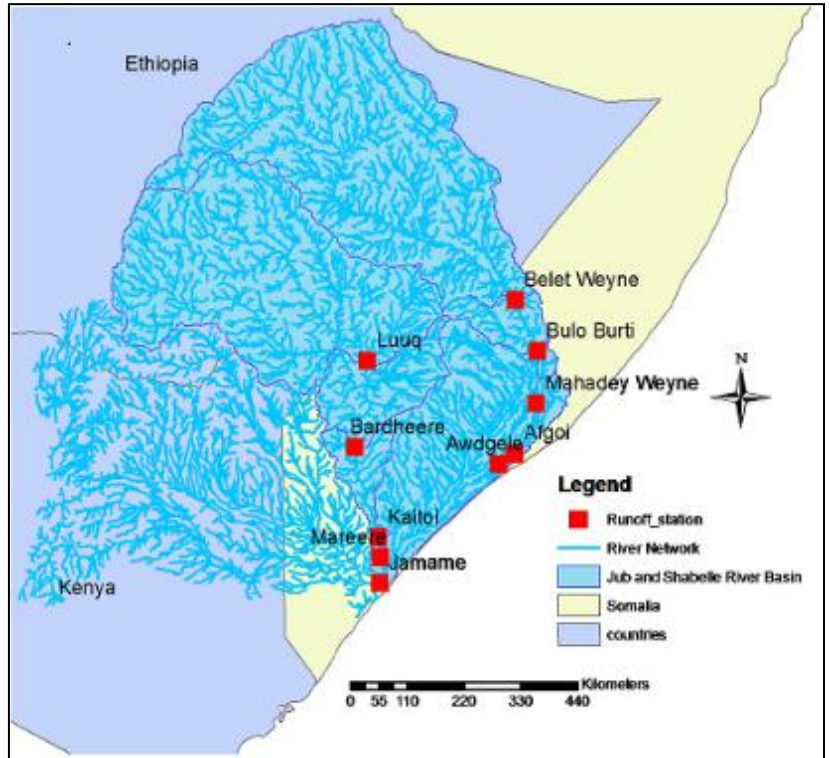 Ethiopia
Belet Weyne
Bulo Burti
Luuq
Mahadey Weyne
N
Bardheere
Awdgele
Afgoi
Legend
Runoff_station
River Network
Jub and Shabelle River Basin
Somalia
countries
Kaitoi
Mareere
Jamame
Kenya
Kilometers
0 55 110 220 330 440